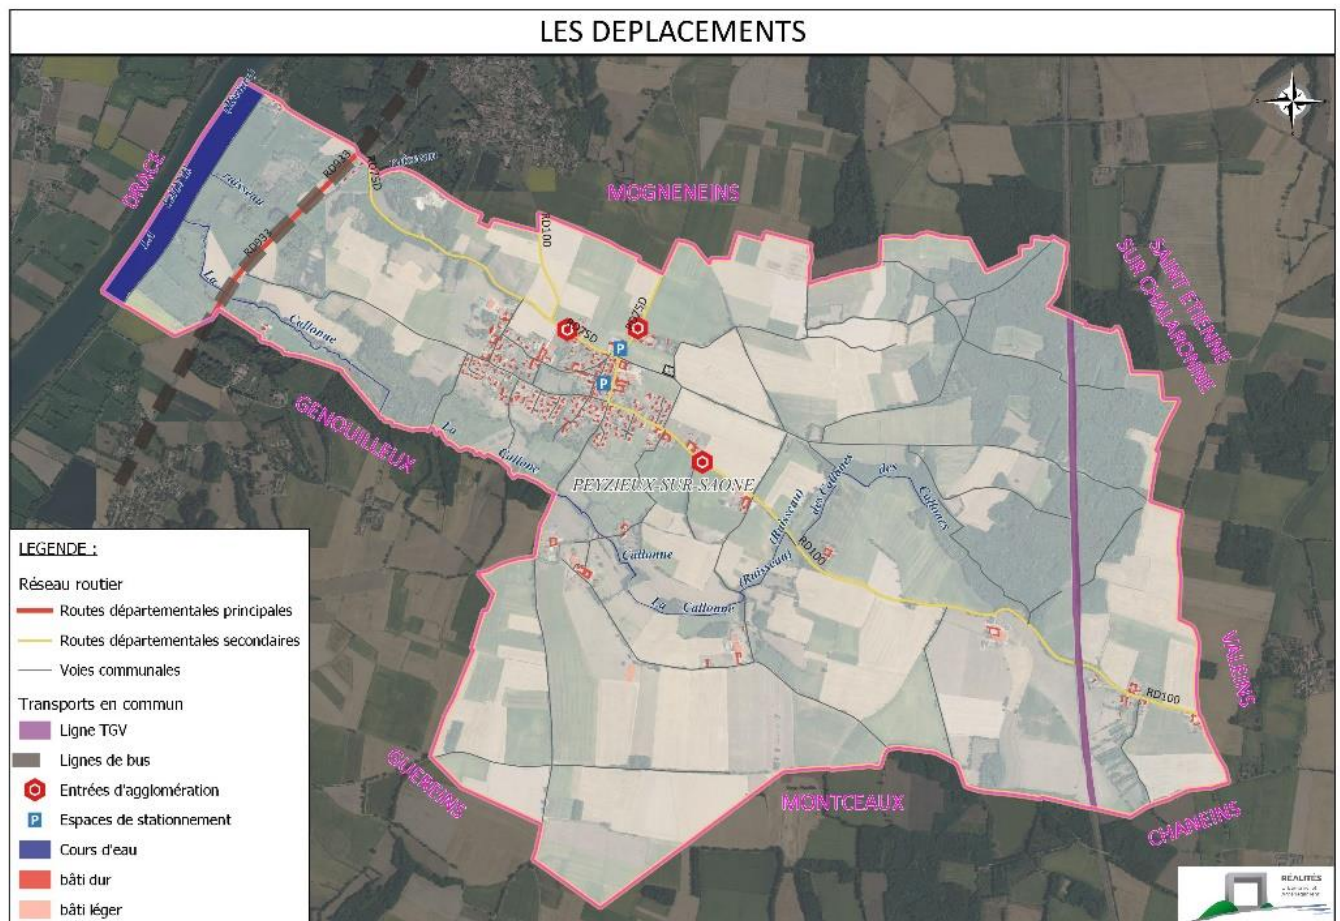 LES DEPLACEMENTS
DRACE
MOGNENEINS
SAINT ETIENNE
SUR CHALARONNE
GENOUILLEUX
VALEINS
GUEREINS
MONTCEAUX
CHANEINS
RD933
RD75D
ruisseau
RD933
RD100
RD75D
RD75D
La
Callonne
La
Callone
PEYZIEUX-SUR-SAONE
(Ruisseau)
des Callones
des
Callones
(Ruisseau)
RD100
Callonne
La Callonne
RD100
LEGENDE :
Réseau routier
Routes départementales principales
Routes départementales secondaires
Voies communales
Transports en commun
Ligne TGV
Lignes de bus
Entrées d'agglomération
P
Espaces de stationnement
Cours d'eau
bâti dur
bâti léger
P
P
RÉALITÉS